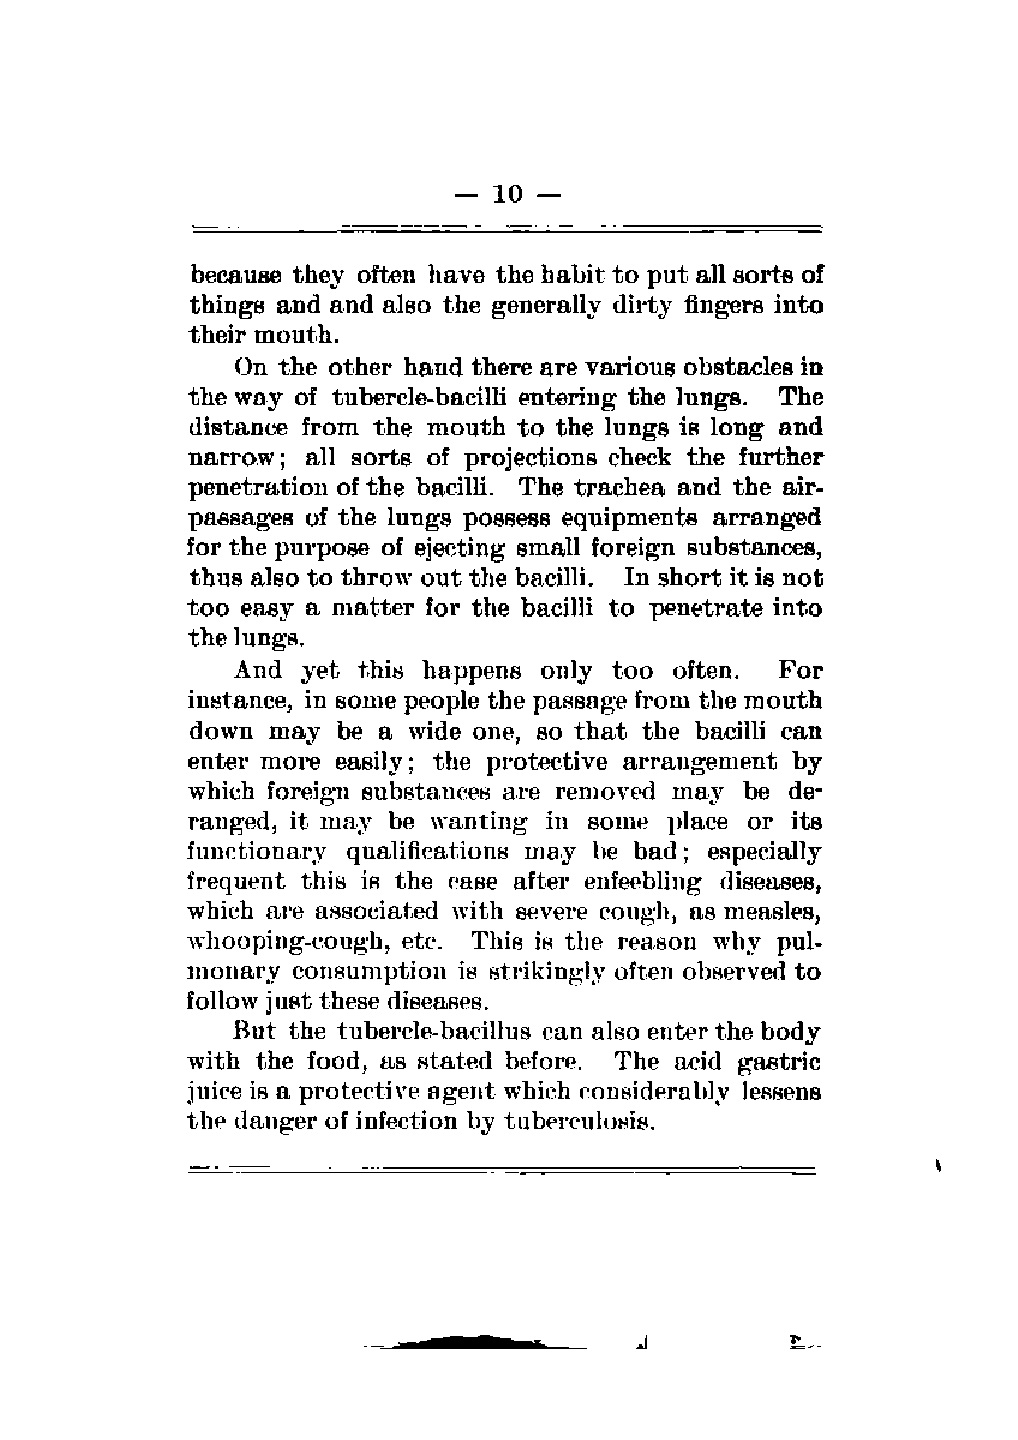 — 10 —
because they often have the habit to put all sorts of
things and and also the generally dirty fingers into
their mouth.
On the other hand there are various obstacles in
the way of tubercle-bacilli entering the lungs. The
distance from the mouth to the lungs is long and
narrow; all sorts of projections check the further
penetration of the bacilli. The trachea and the air-
passages of the lungs possess equipments arranged
for the purpose of ejecting small foreign substances,
thus also to throw out the bacilli. In short it is not
too easy a matter for the bacilli to penetrate into
the lungs.
And yet this happens only too often. For
instance, in some people the passage from the mouth
down may be a wide one, so that the bacilli can
enter more easily; the protective arrangement by
which foreign substances are removed may be de-
ranged, it may be wanting in some place or its
functionary qualifications may be bad; especially
frequent this is the case after enfeebling diseases,
which are associated with severe cough, as measles,
whooping-cough, etc. This is the reason why pul-
monary consumption is strikingly often observed to
follow just these diseases.
But the tubercle-bacillus can also enter the body
with the food, as stated before. The acid gastric
juice is a protective agent which considerably lessens
the danger of infection by tuberculosis.